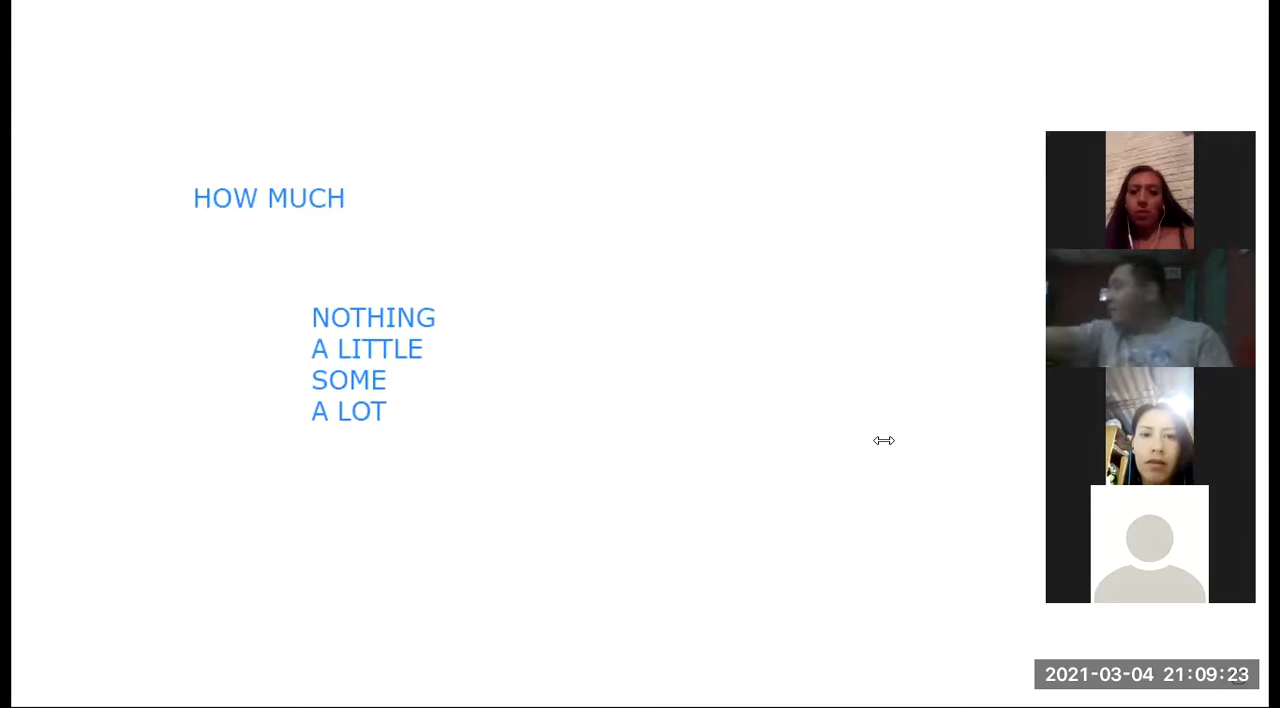 HOW MUCH
NOTHING
A LITTLE
SOME
A LOT
2021-03-04 21:09:23